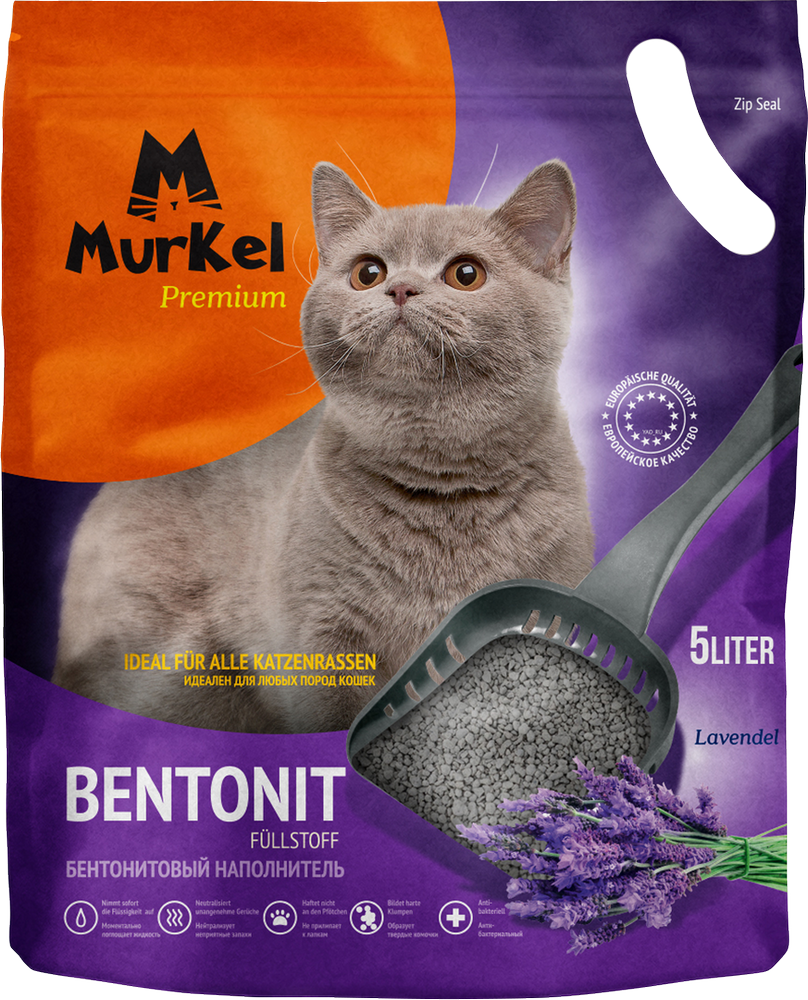 Zip Seal
MurKel
Premium
EUROPÄISCHE QUALITÄT
YAD_RU
ЕВРОПЕЙСКОЕ КАЧЕСТВО
IDEAL FÜR ALLE KATZENRASSEN
ИДЕАЛЕН ДЛЯ ЛЮБЫХ ПОРОД КОШЕК
5LITER
Lavendel
BENTONIT
FÜLLSTOFF
БЕНТОНИТОВЫЙ НАПОЛНИТЕЛЬ
Nimmt sofort
die Flüssigkeit auf
Моментально
поглощает жидкость
Neutralisiert
unangenehme Gerüche
Нейтрализует
неприятные запахи
Haftet nicht
an den Pfötchen
Не прилипает
к лапкам
Bildet harte
Klumpen
Образует
твердые комочки
Anti-
bakteriell
Анти-
бактериальный